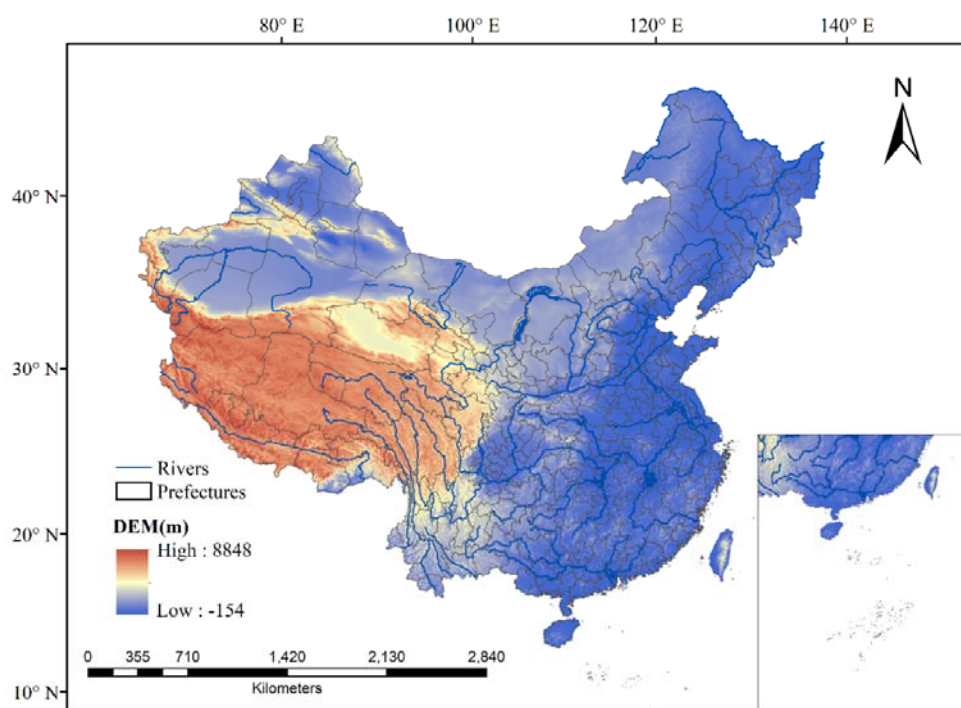 80° E 100° E 120° E 140° E
N
40° N
30° N
20° N
10° N
Rivers
Prefectures
DEM(m)
High : 8848
Low : -154
0 355 710 1,420 2,130 2,840
Kilometers